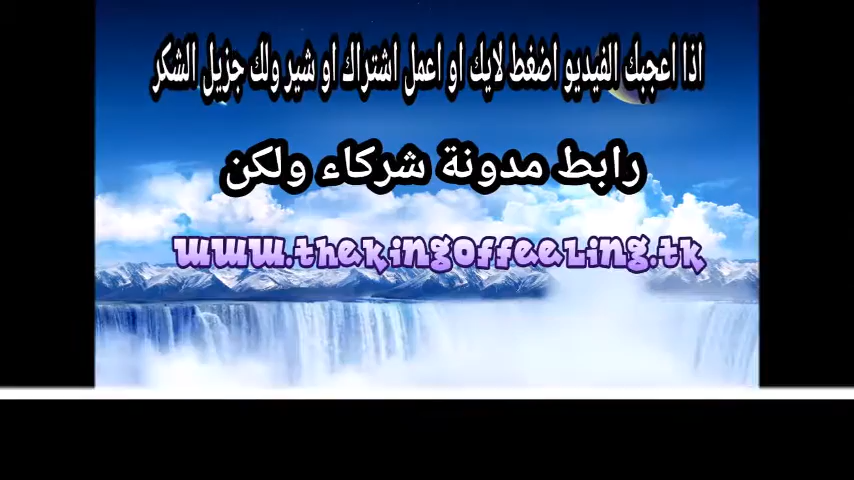 اذا اعجبك الفيديو اضغط لايك او اعمل اشتراك او شير ولك جزيل الشكر
رابط مدونة شركاء ولكن
www.thekingoffeeling.tk